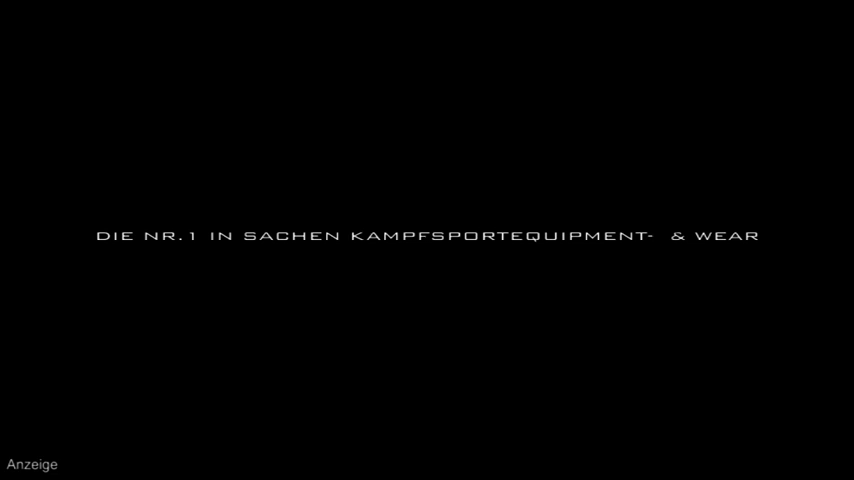 DIE NR.1 IN SACHEN KAMPFSPORTEQUIPMENT- & WEAR
Anzeige